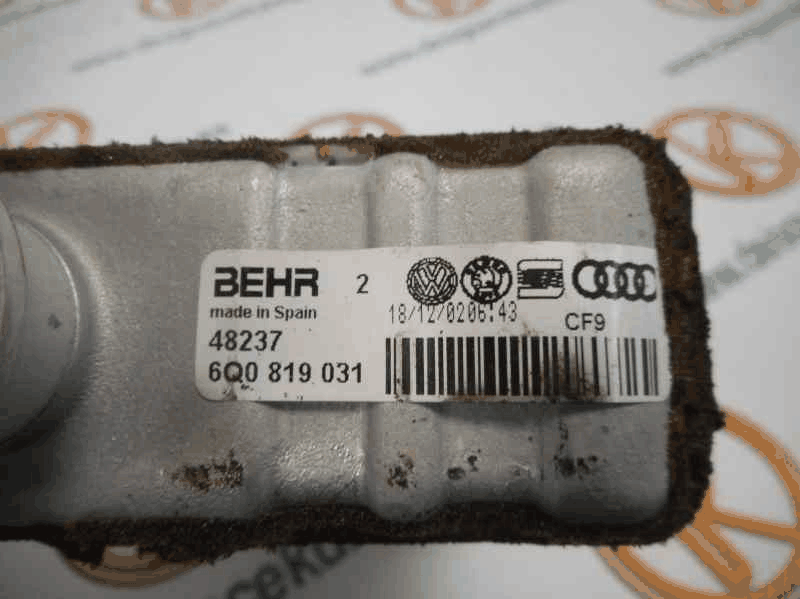 BEHR 2
made in Spain
18/12/0206:43
48237
CF9
6Q0 819 031